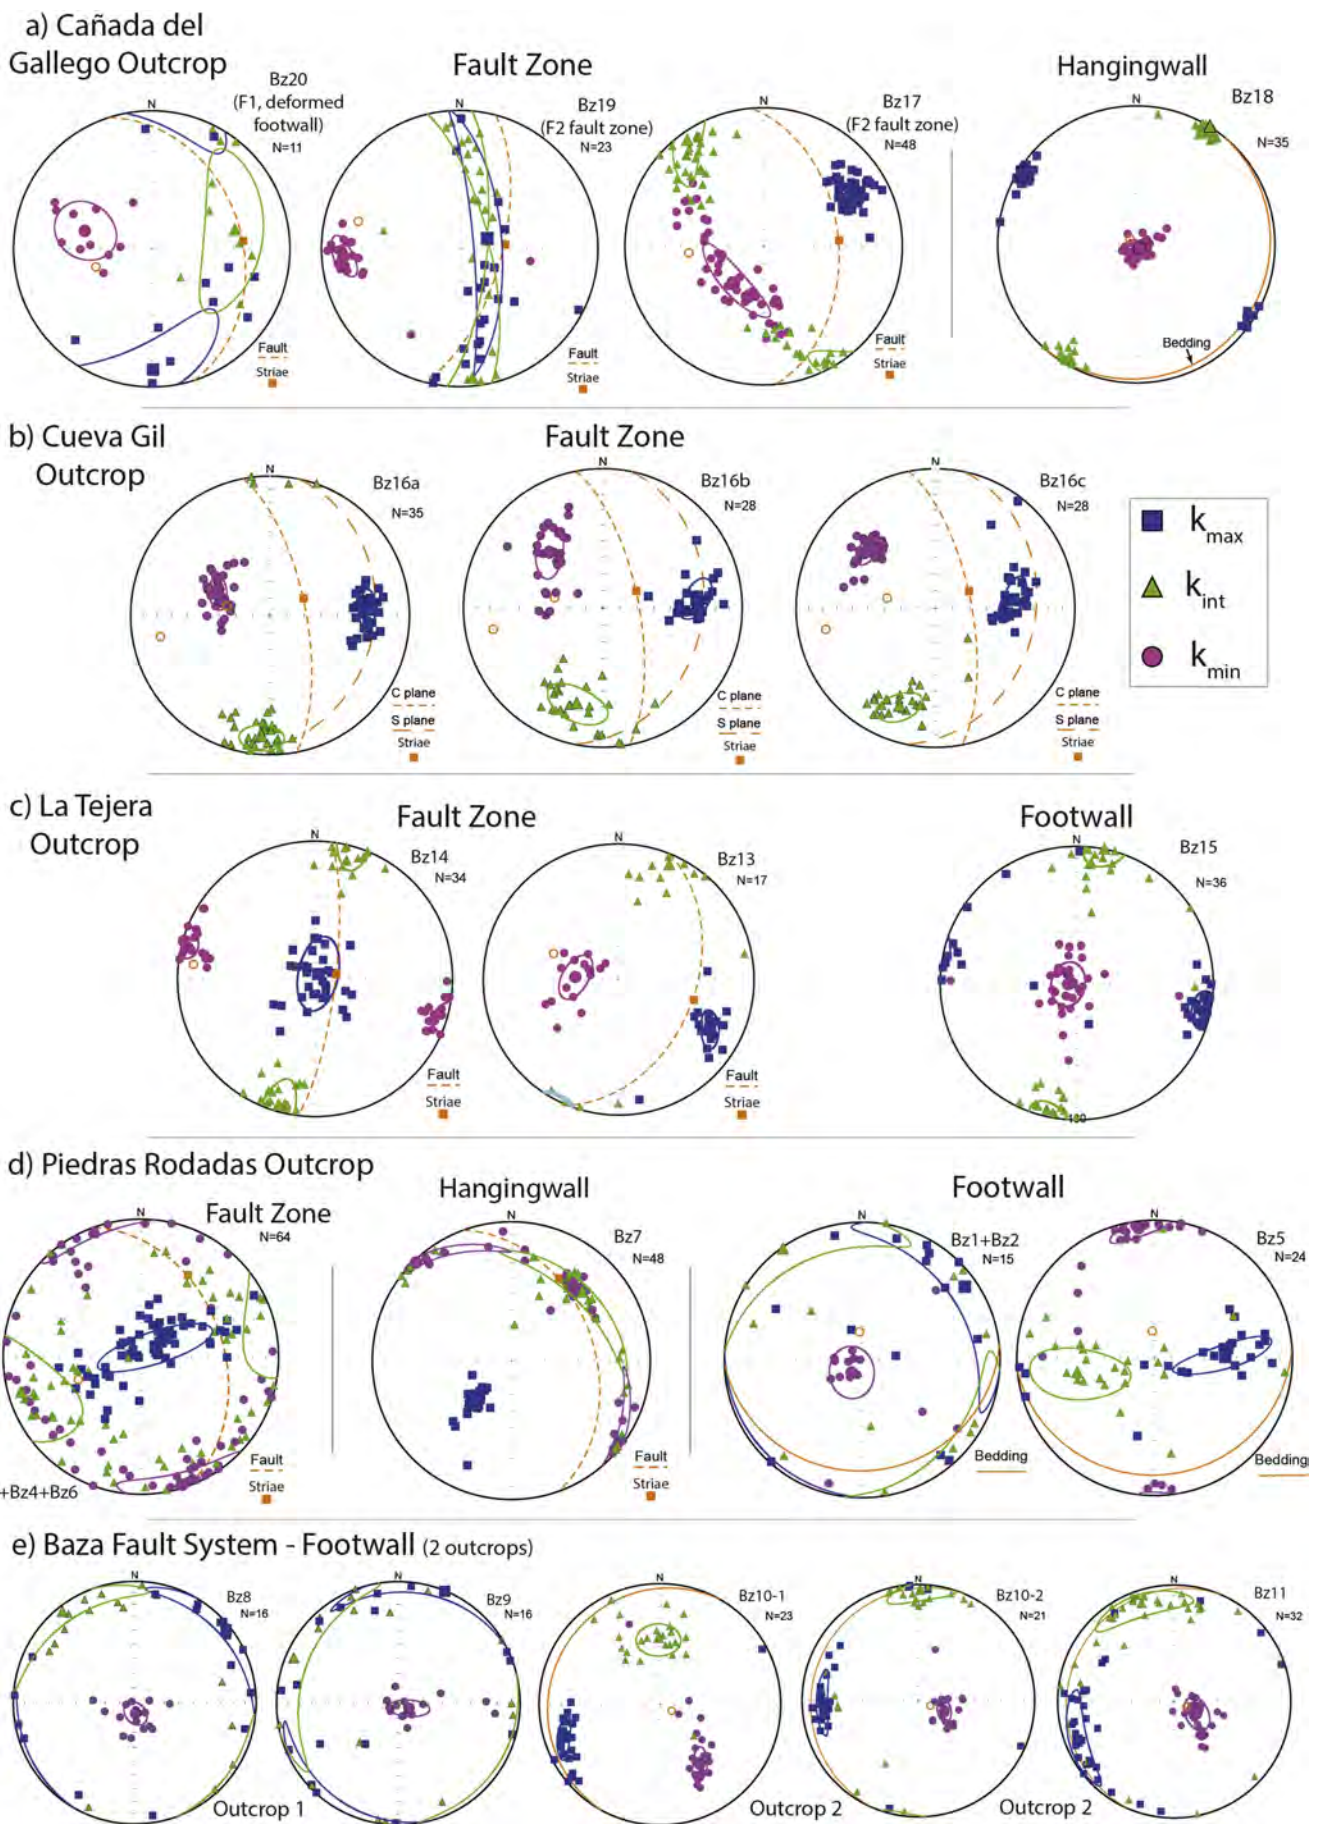 a) Cañada del
Gallego Outcrop
Fault Zone
Hangingwall
Bz20
(F1, deformed
footwall)
N=11
N
Fault
Striae
Bz19
(F2 fault zone)
N=23
N
Fault
Striae
Bz17
(F2 fault zone)
N=48
N
Fault
Striae
Bz18
N=35
N
Bedding
b) Cueva Gil
Outcrop
Fault Zone
Bz16a
N=35
N
C plane
S plane
Striae
Bz16b
N=28
N
C plane
S plane
Striae
Bz16c
N=28
N
C plane
S plane
Striae
kmax
kint
kmin
c) La Tejera
Outcrop
Fault Zone
Footwall
Bz14
N=34
N
Fault
Striae
Bz13
N=17
N
Fault
Striae
Bz15
N=36
N
180
d) Piedras Rodadas Outcrop
Fault Zone
Hangingwall
Footwall
N=64
N
Fault
Striae
+Bz4+Bz6
Bz7
N=48
N
Fault
Striae
Bz1+Bz2
N=15
N
Bedding
Bz5
N=24
N
Bedding
e) Baza Fault System - Footwall (2 outcrops)
Bz8
N=16
N
Bz9
N=16
N
Bz10-1
N=23
N
Bz10-2
N=21
N
Bz11
N=32
N
Outcrop 1
Outcrop 2
Outcrop 2